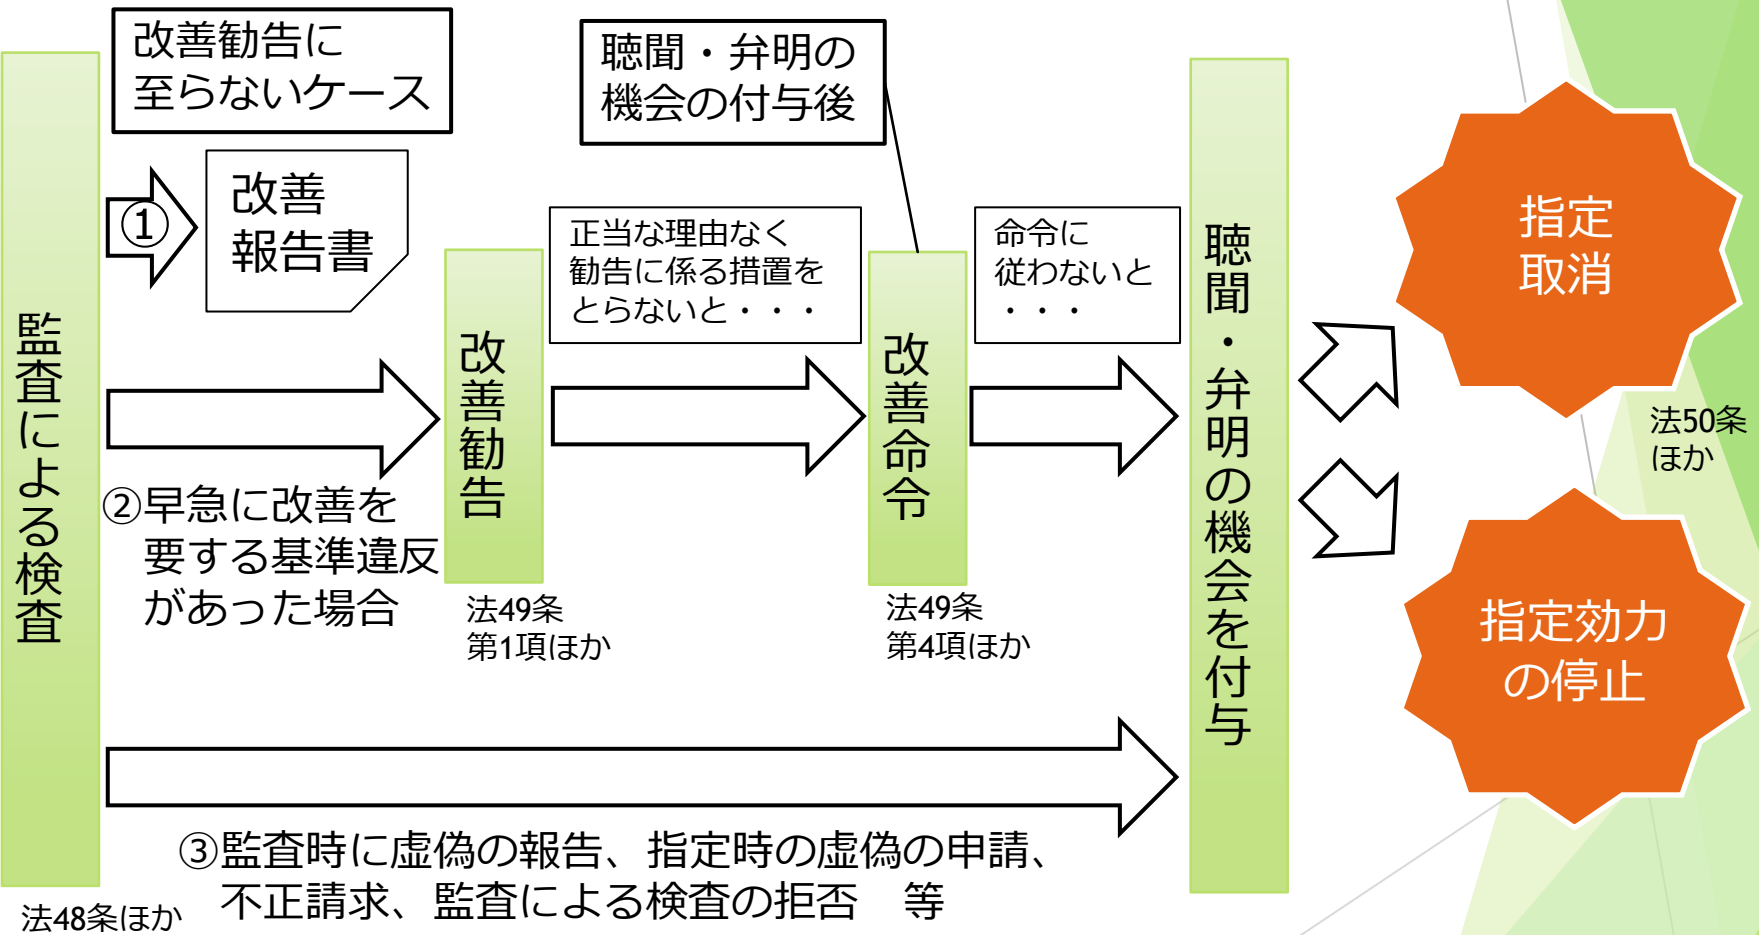 改善勧告に
至らないケース
聴聞・弁明の
機会の付与後
監査による検査
①
改善
報告書
正当な理由なく
勧告に係る措置を
とらないと・・・
命令に
従わないと
・・・
改善勧告
改善命令
聴聞・弁明の機会を付与
指定
取消
法50条
ほか
②早急に改善を
要する基準違反
があった場合
法49条
第1項ほか
法49条
第4項ほか
指定効力
の停止
③監査時に虚偽の報告、指定時の虚偽の申請、
不正請求、監査による検査の拒否　等
法48条ほか